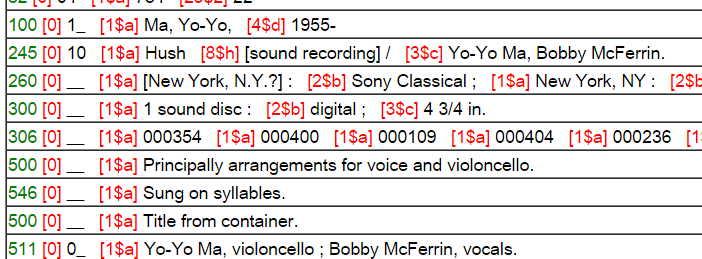 100 [0] 1_ [1$a] Ma, Yo-Yo, [4$d] 1955-
245 [0] 10 [1$a] Hush [8$h] [sound recording] / [3$c] Yo-Yo Ma, Bobby McFerrin.
260 [0] __ [1$a] [New York, N.Y.?] : [2$b] Sony Classical ; [1$a] New York, NY : [2$b
300 [0] __ [1$a] 1 sound disc : [2$b] digital ; [3$c] 4 3/4 in.
306 [0] __ [1$a] 000354 [1$a] 000400 [1$a] 000109 [1$a] 000404 [1$a] 000236 [1
500 [0] __ [1$a] Principally arrangements for voice and violoncello.
546 [0] __ [1$a] Sung on syllables.
500 [0] __ [1$a] Title from container.
511 [0] 0_ [1$a] Yo-Yo Ma, violoncello ; Bobby McFerrin, vocals.